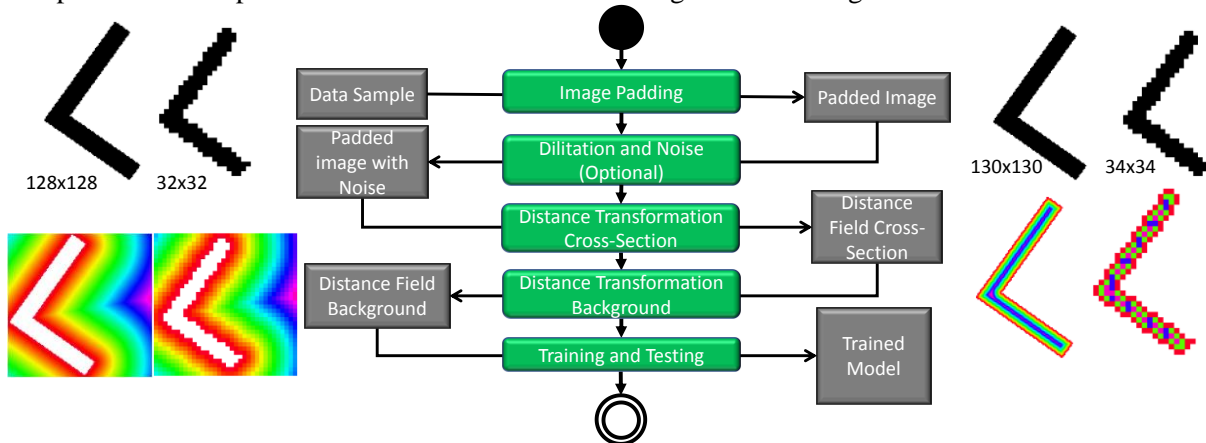 Data Sample
Image Padding
Padded Image
Padded
image with
Noise
Dilitation and Noise
(Optional)
128x128
32x32
130x130
34x34
Distance Transformation
Cross-Section
Distance
Field Cross-
Section
Distance Field
Background
Distance Transformation
Background
Training and Testing
Trained
Model